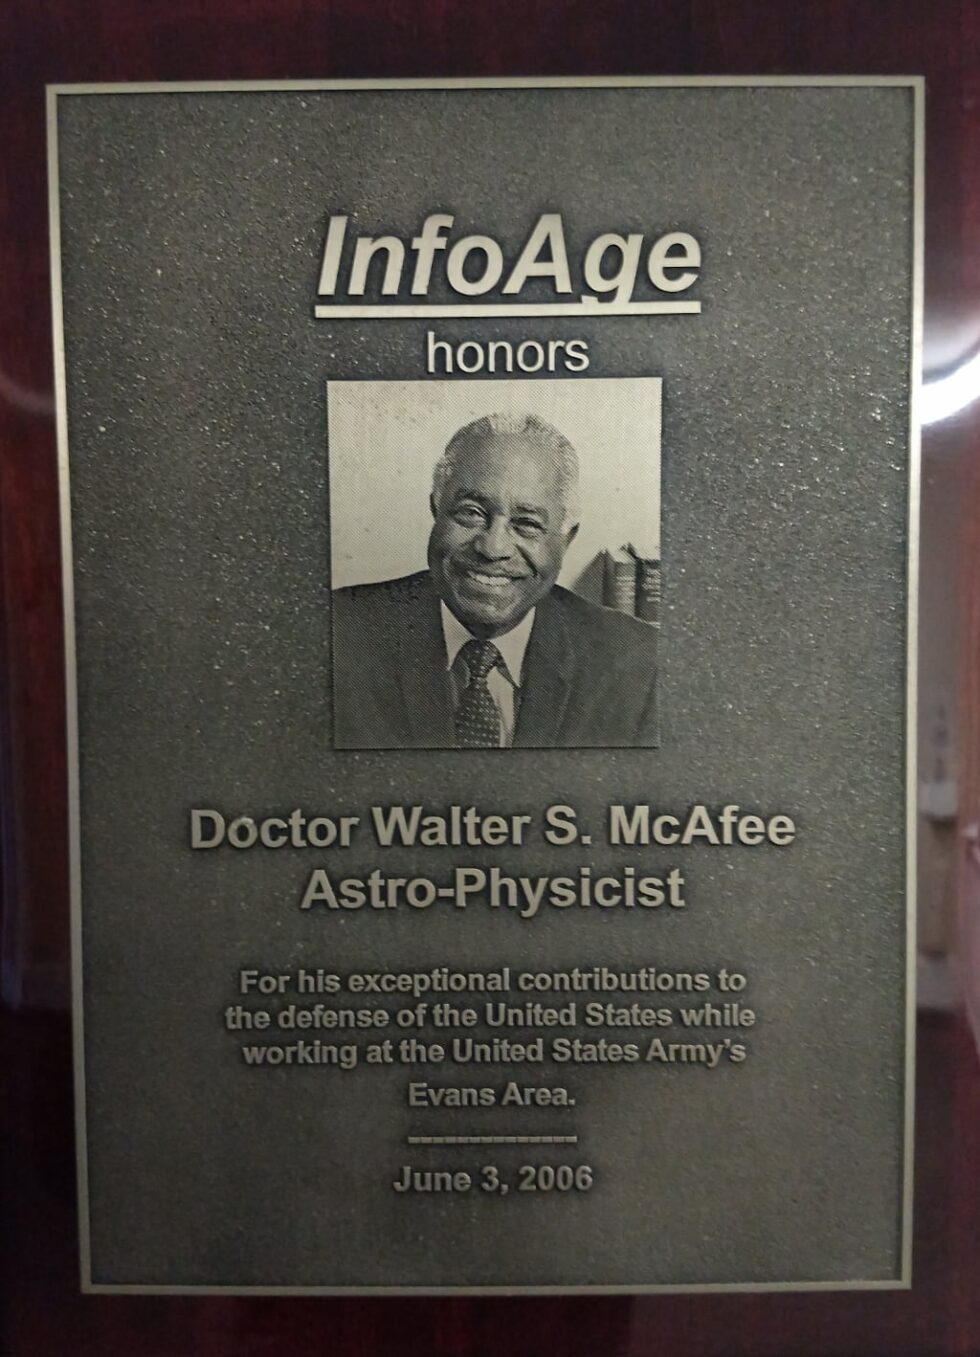 InfoAge
honors
Doctor Walter S. McAfee
Astro-Physicist
For his exceptional contributions to
the defense of the United States while
working at the United States Army's
Evans Area.
June 3, 2006